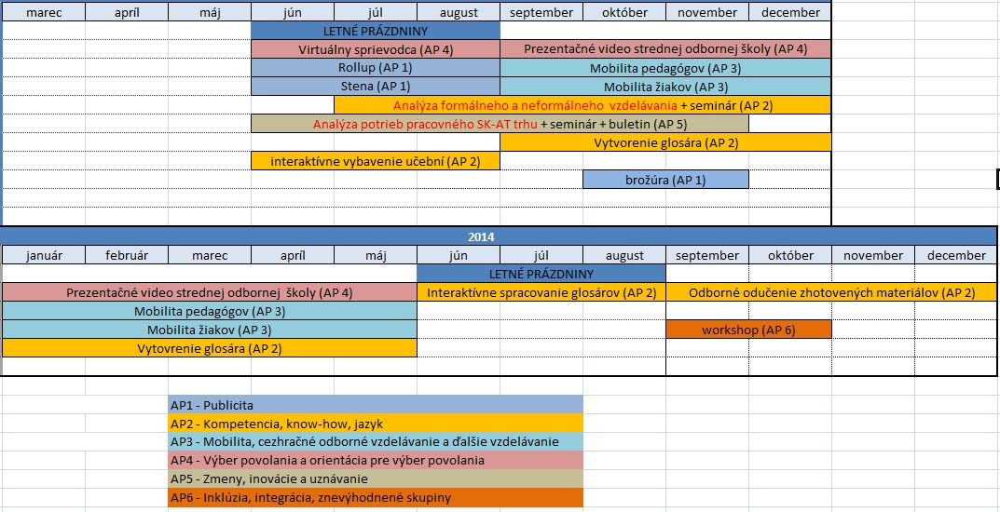 marec apríl máj jún júl august september október november december
LETNÉ PRÁZDNINY
Virtuálny sprievodca (AP 4) Prezentačné video strednej odbornej školy (AP 4)
Rollup (AP 1) Mobilita pedagógov (AP 3)
Stena (AP 1) Mobilita žiakov (AP 3)
Analýza formálneho a neformálneho vzdelávania + seminár (AP 2)
Analýza potrieb pracovného SK-AT trhu + seminár + buletin (AP 5)
Vytvorenie glosára (AP 2)
interaktívne vybavenie učební (AP 2)
brožúra (AP 1)
2014
január február marec apríl máj jún júl august september október november december
LETNÉ PRÁZDNINY
Prezentačné video strednej odbornej školy (AP 4) Interaktívne spracovanie glosárov (AP 2) Odborné odučenie zhotovených materiálov (AP 2)
Mobilita pedagógov (AP 3)
Mobilita žiakov (AP 3) workshop (AP 6)
Vytovrenie glosára (AP 2)
AP1 - Publicita
AP2 - Kompetencia, know-how, jazyk
AP3 - Mobilita, cezhračné odborné vzdelávanie a ďalšie vzdelávanie
AP4 - Výber povolania a orientácia pre výber povolania
AP5 - Zmeny, inovácie a uznávanie
AP6 - Inklúzia, integrácia, znevýhodnené skupiny